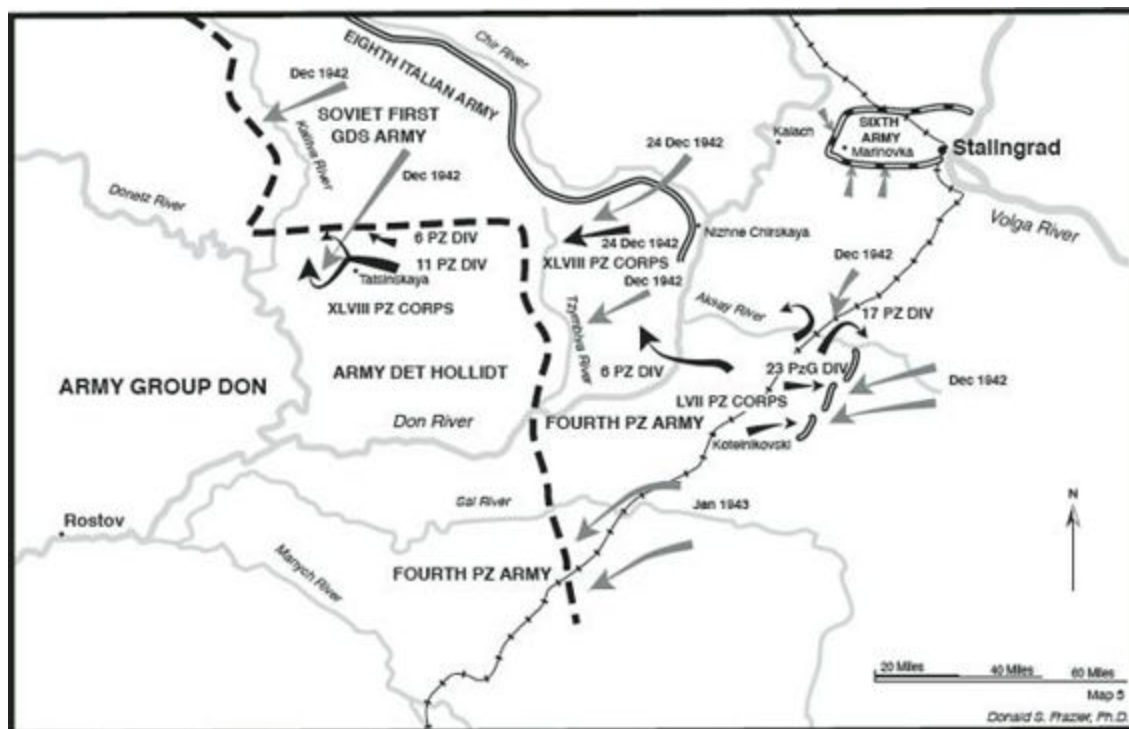 Chir River
EIGHTH ITALIAN ARMY
Dec 1942
SOVIET FIRST
GDS ARMY
Kalitva River
Dec 1942
24 Dec 1942
Kalach
SIXTH
ARMY
Marinovka
Stalingrad
Volga River
Donetz River
6 PZ DIV
11 PZ DIV
Tatsinskaya
XLVIII PZ CORPS
24 Dec 1942
XLVIII PZ CORPS
Nizhne Chirskaya
Dec 1942
Tzymblya River
Aksay River
Dec 1942
17 PZ DIV
ARMY GROUP DON
ARMY DET HOLLIDT
6 PZ DIV
23 PzG DIV
LVII PZ CORPS
Dec 1942
Don River
FOURTH PZ ARMY
Kotelnikovski
Sal River
Jan 1943
Rostov
Manych River
FOURTH PZ ARMY
N
20 Miles 40 Miles 60 Miles
Map 5
Donald S. Frazier, Ph.D.